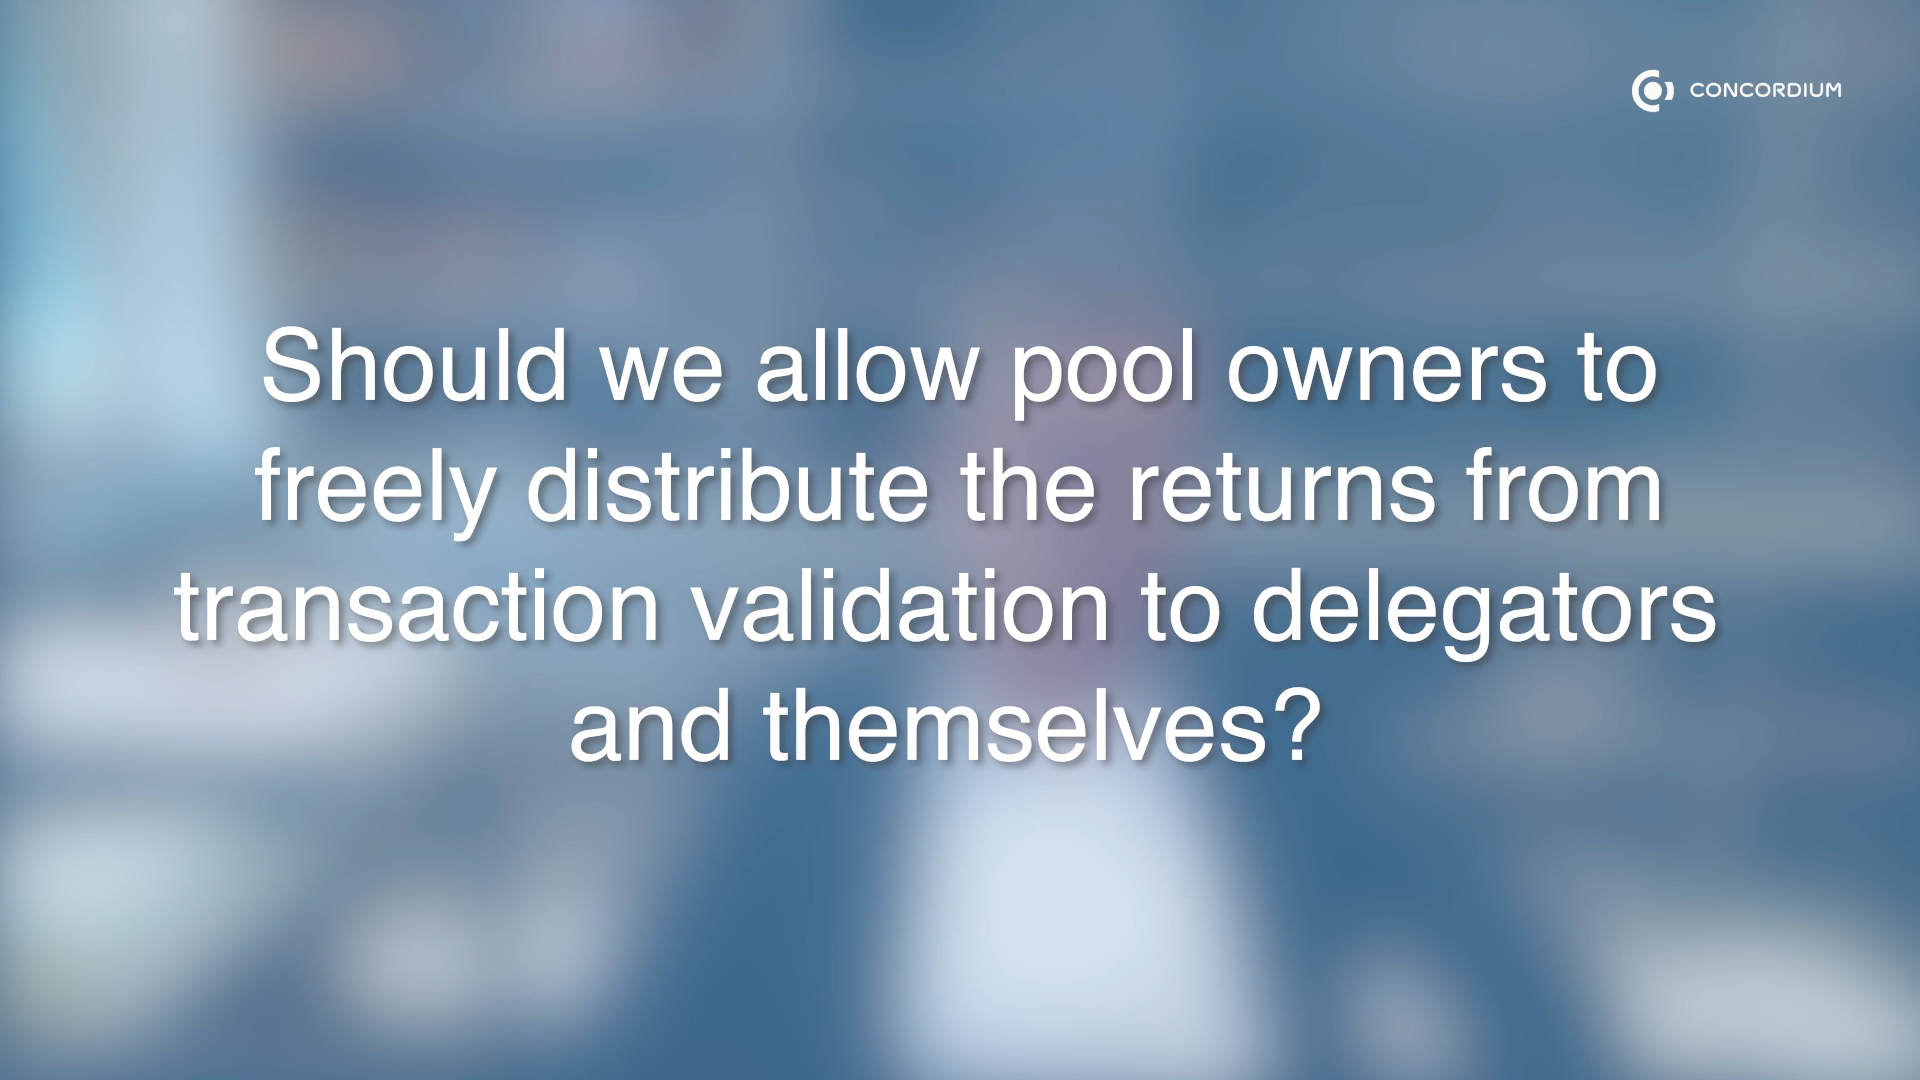 CONCORDIUM
Should we allow pool owners to
freely distribute the returns from
transaction validation to delegators
and themselves?